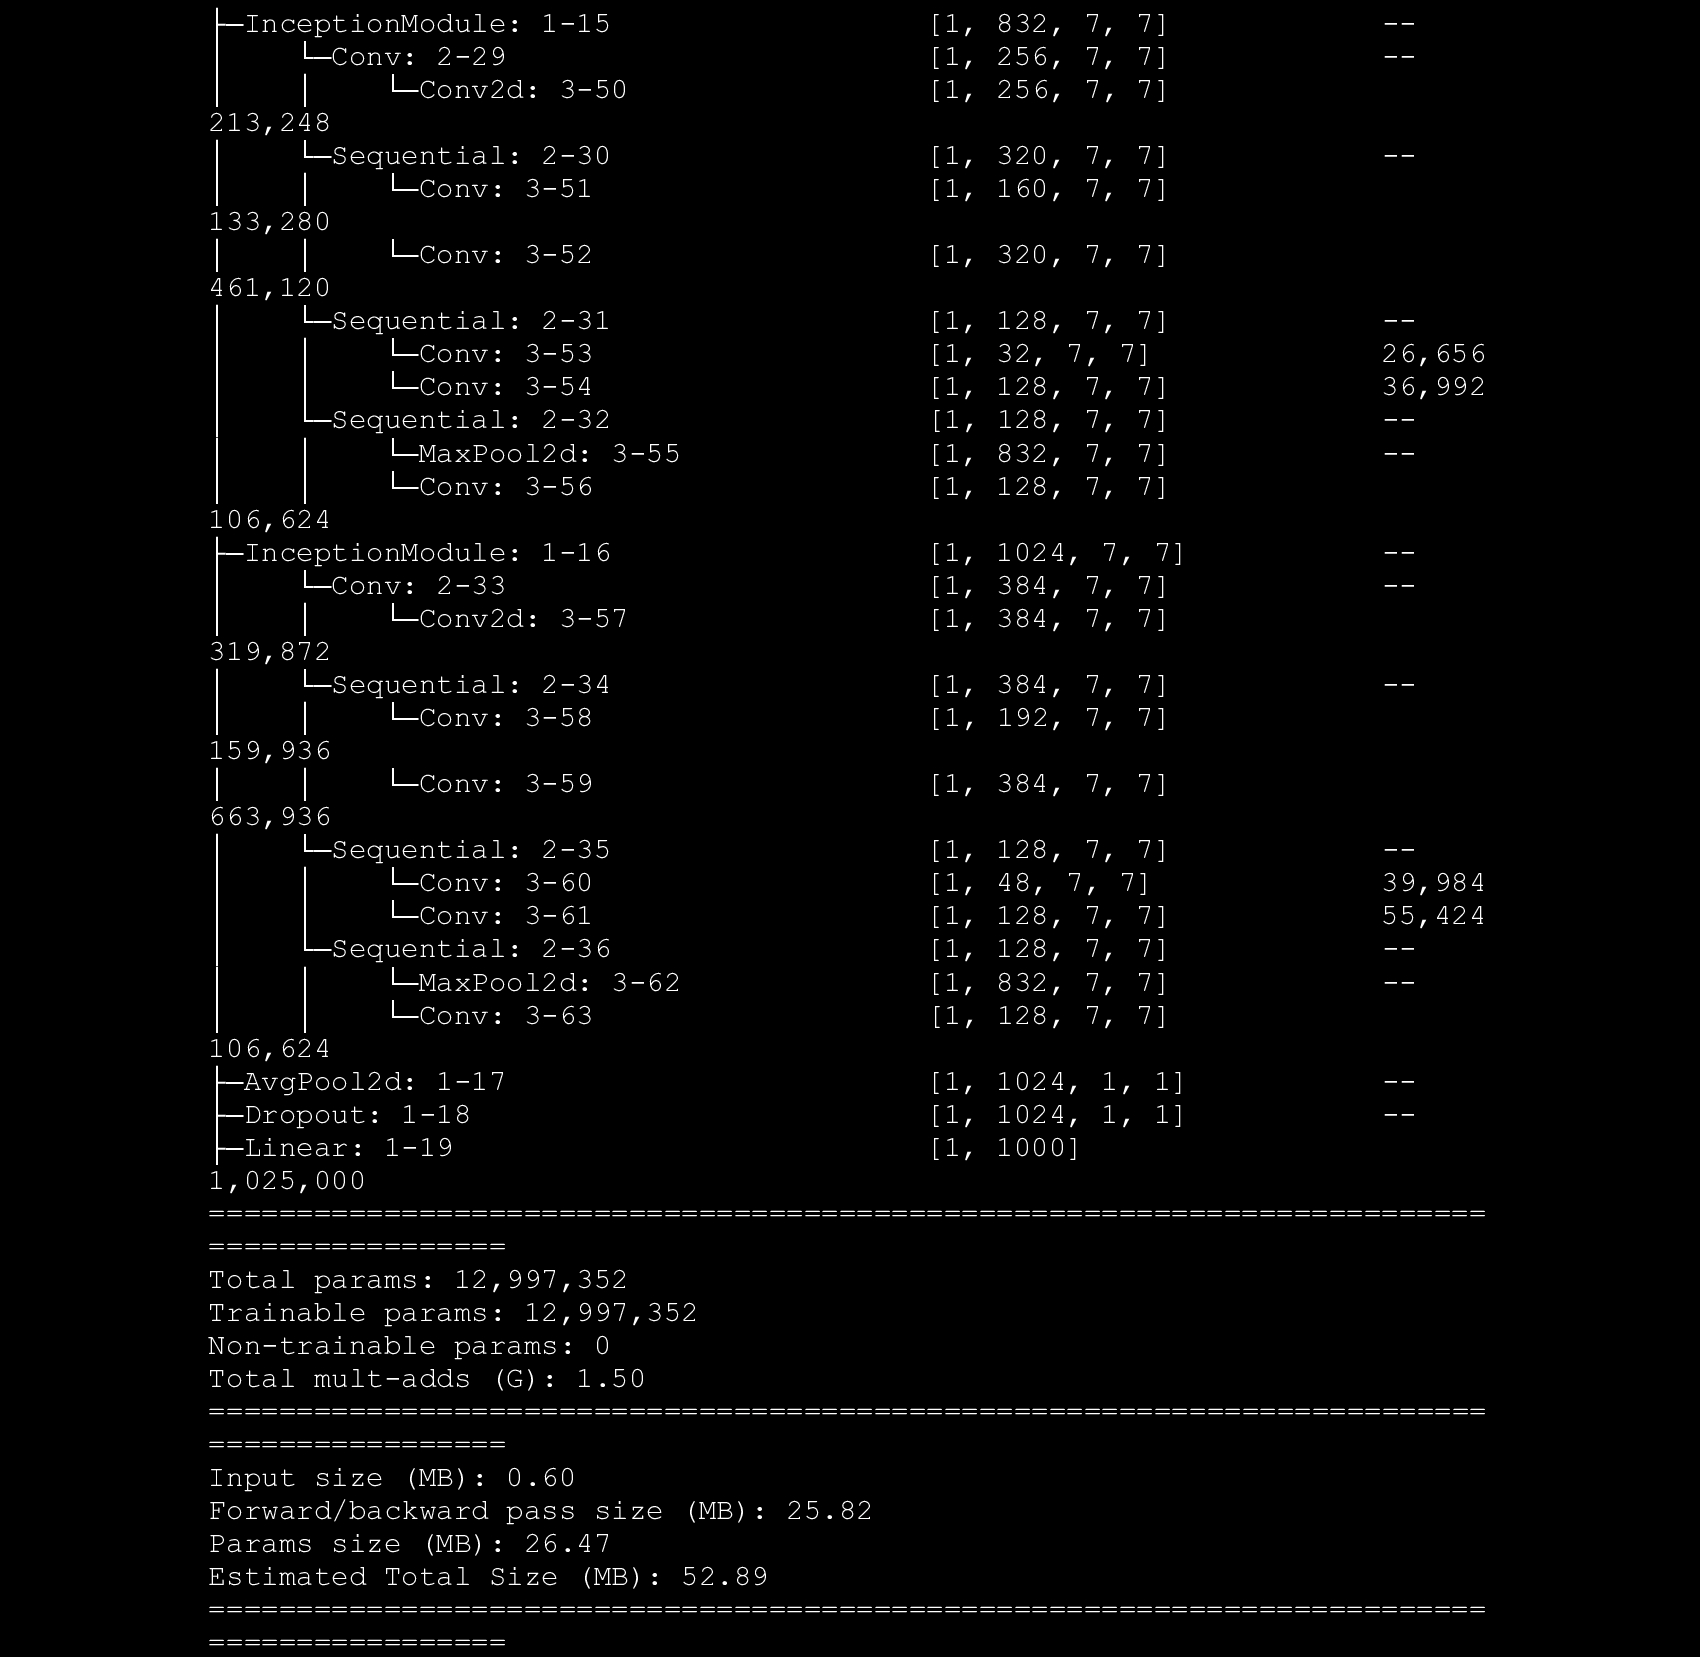 ├─InceptionModule: 1-15                  [1, 832, 7, 7]            --
│    └─Conv: 2-29                        [1, 256, 7, 7]            --
│    │    └─Conv2d: 3-50                 [1, 256, 7, 7]
213,248
│    └─Sequential: 2-30                  [1, 320, 7, 7]            --
│    │    └─Conv: 3-51                   [1, 160, 7, 7]
133,280
│    │    └─Conv: 3-52                   [1, 320, 7, 7]
461,120
│    └─Sequential: 2-31                  [1, 128, 7, 7]            --
│    │    └─Conv: 3-53                   [1, 32, 7, 7]             26,656
│    │    └─Conv: 3-54                   [1, 128, 7, 7]            36,992
│    └─Sequential: 2-32                  [1, 128, 7, 7]            --
│    │    └─MaxPool2d: 3-55              [1, 832, 7, 7]            --
│    │    └─Conv: 3-56                   [1, 128, 7, 7]
106,624
├─InceptionModule: 1-16                  [1, 1024, 7, 7]           --
│    └─Conv: 2-33                        [1, 384, 7, 7]            --
│    │    └─Conv2d: 3-57                 [1, 384, 7, 7]
319,872
│    └─Sequential: 2-34                  [1, 384, 7, 7]            --
│    │    └─Conv: 3-58                   [1, 192, 7, 7]
159,936
│    │    └─Conv: 3-59                   [1, 384, 7, 7]
663,936
│    └─Sequential: 2-35                  [1, 128, 7, 7]            --
│    │    └─Conv: 3-60                   [1, 48, 7, 7]             39,984
│    │    └─Conv: 3-61                   [1, 128, 7, 7]            55,424
│    └─Sequential: 2-36                  [1, 128, 7, 7]            --
│    │    └─MaxPool2d: 3-62              [1, 832, 7, 7]            --
│    │    └─Conv: 3-63                   [1, 128, 7, 7]
106,624
├─AvgPool2d: 1-17                        [1, 1024, 1, 1]           --
├─Dropout: 1-18                          [1, 1024, 1, 1]           --
├─Linear: 1-19                           [1, 1000]
1,025,000
=========================================================================
=================
Total params: 12,997,352
Trainable params: 12,997,352
Non-trainable params: 0
Total mult-adds (G): 1.50
=========================================================================
=================
Input size (MB): 0.60
Forward/backward pass size (MB): 25.82
Params size (MB): 26.47
Estimated Total Size (MB): 52.89
=========================================================================
=================